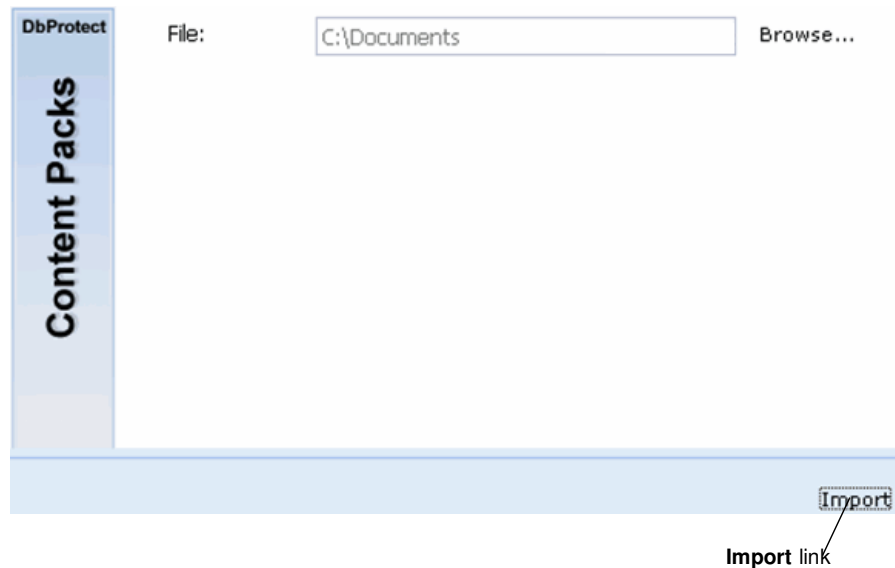 DbProtect
Content Packs
File:
C:\Documents
Browse...
Import
Import link